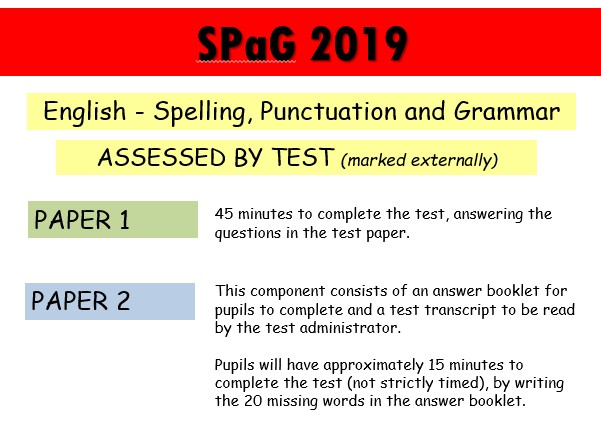 SPaG 2019
English - Spelling, Punctuation and Grammar
ASSESSED BY TEST (marked externally)
PAPER 1
45 minutes to complete the test, answering the
questions in the test paper.
PAPER 2
This component consists of an answer booklet for
pupils to complete and a test transcript to be read
by the test administrator.
Pupils will have approximately 15 minutes to
complete the test (not strictly timed), by writing
the 20 missing words in the answer booklet.